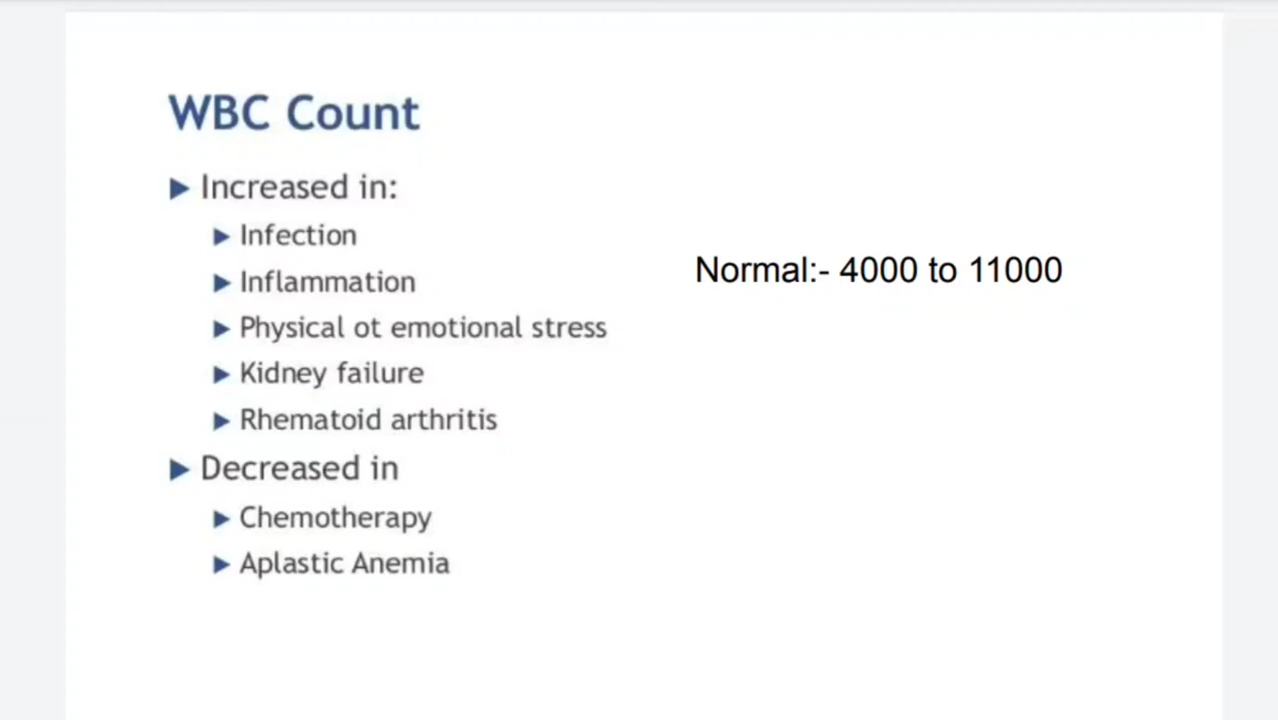 WBC Count
Increased in:
Infection
Inflammation
Normal:- 4000 to 11000
Physical ot emotional stress
Kidney failure
Rhematoid arthritis
Decreased in
Chemotherapy
Aplastic Anemia